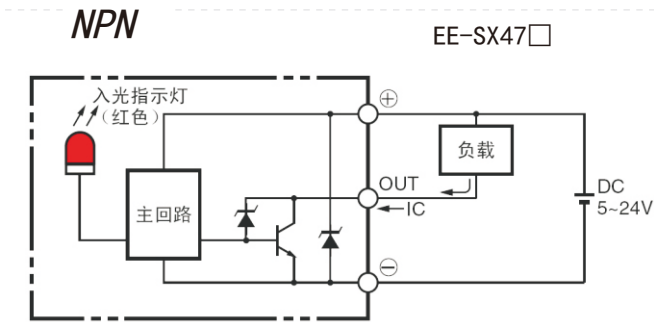 NPN
EE-SX47□
入光指示灯
（红色）
⊕
负载
OUT
IC
主回路
DC
5~24V
⊖